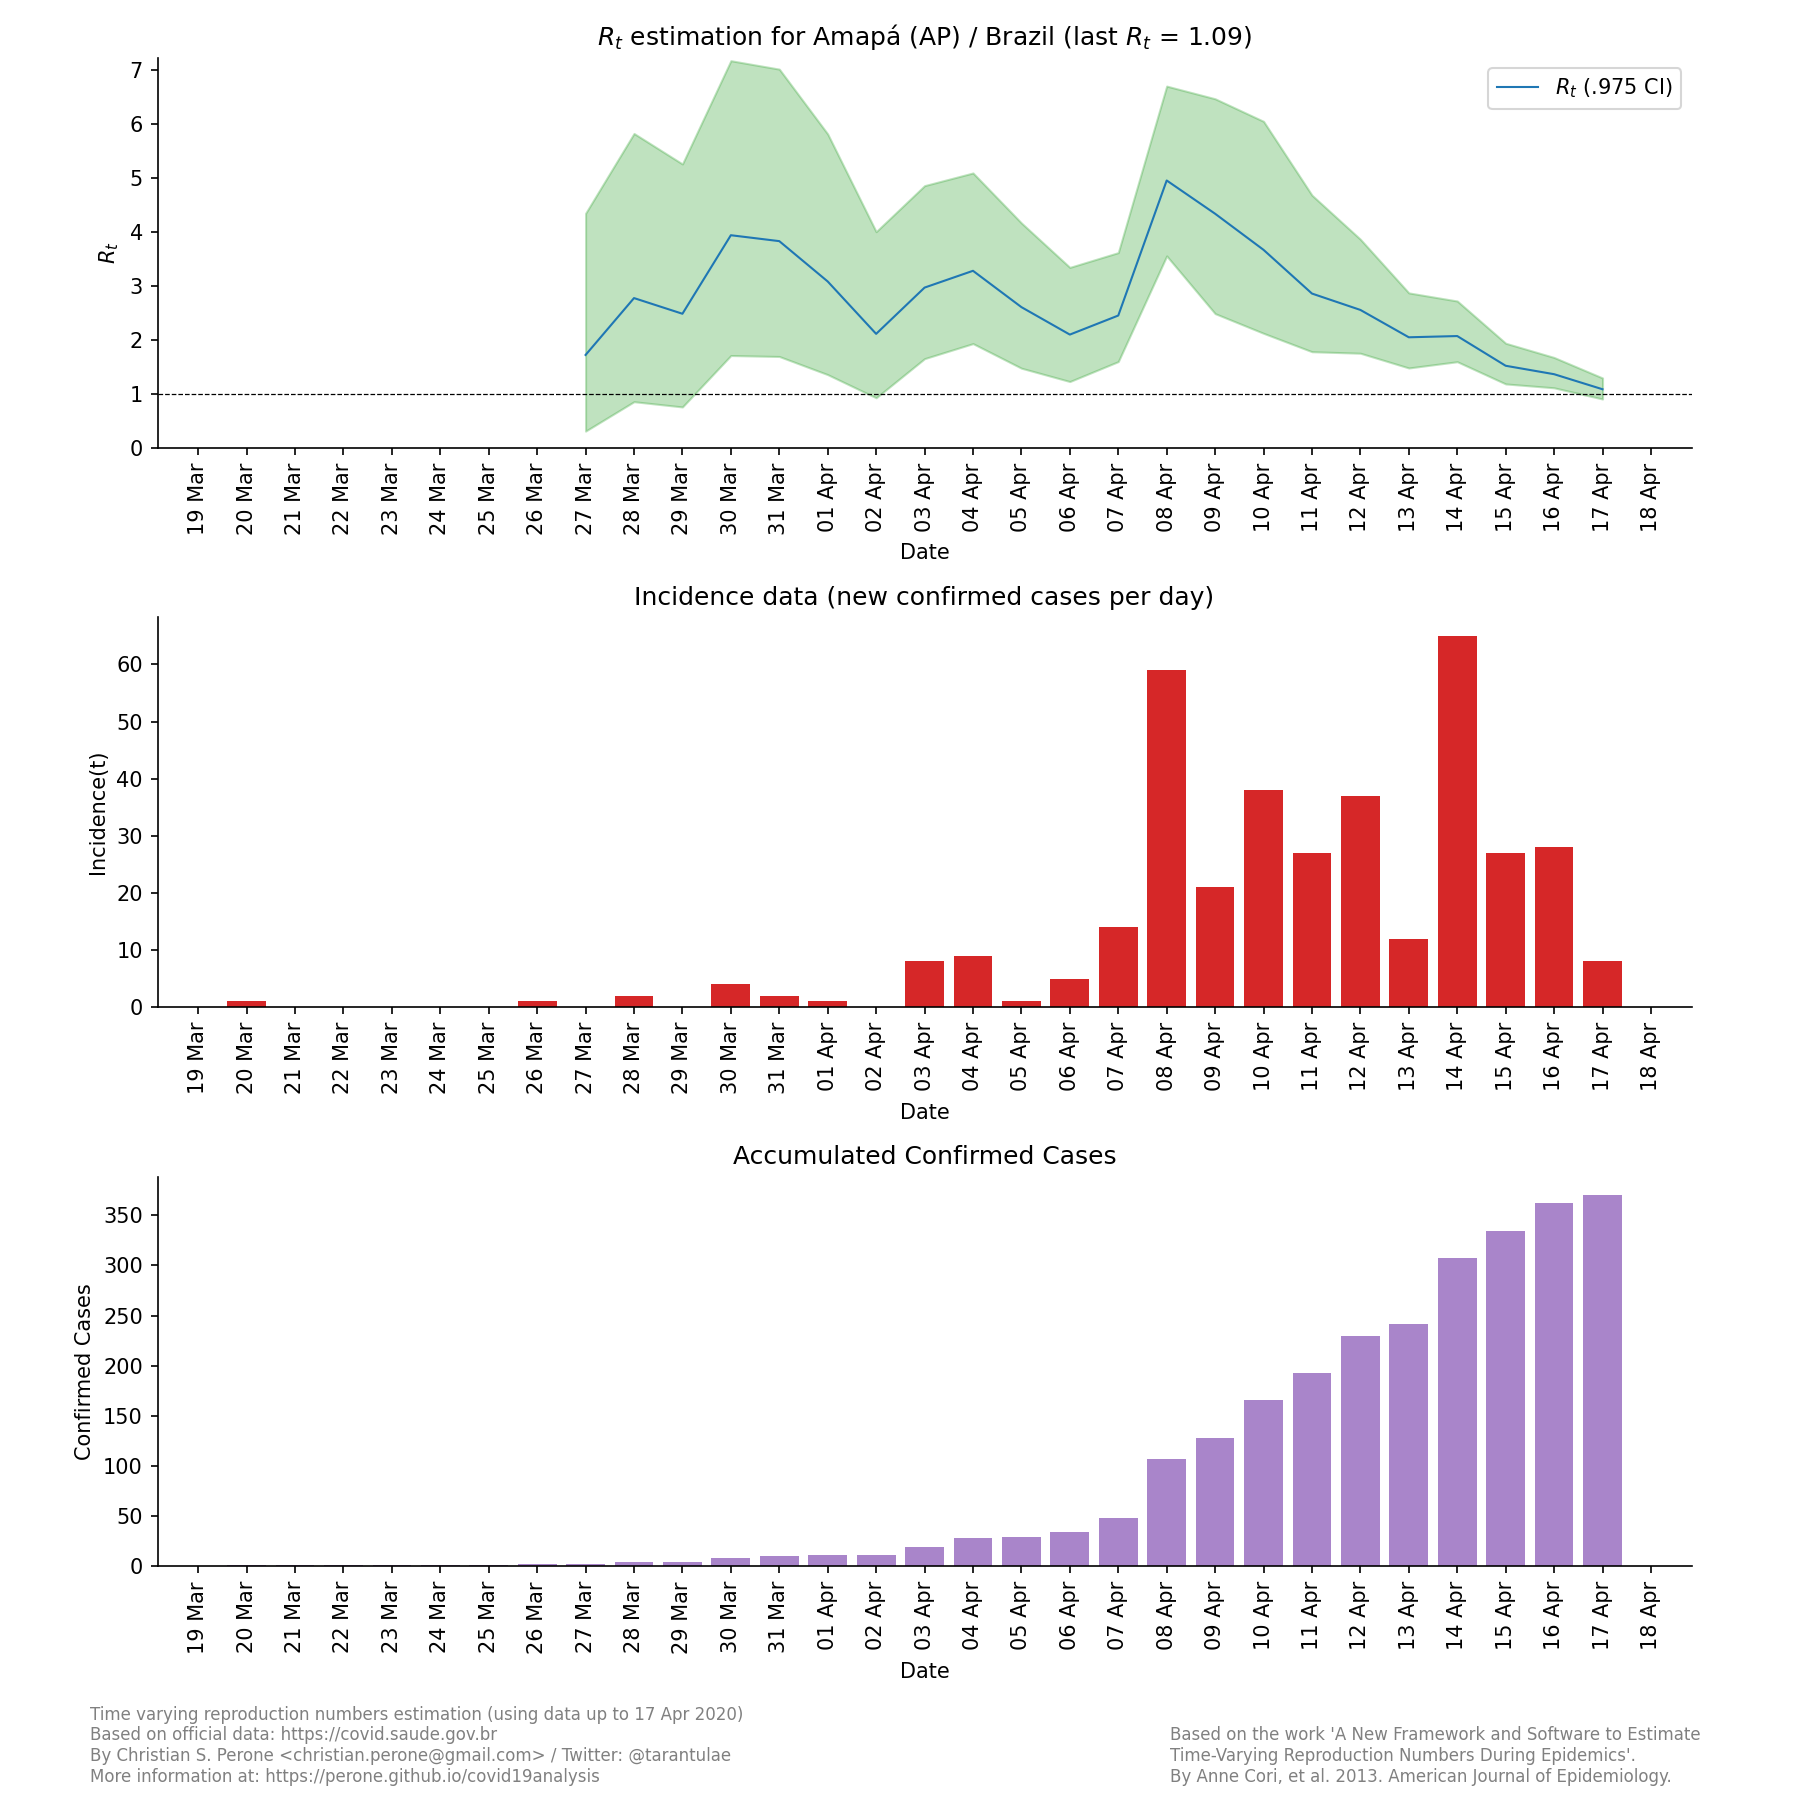 R_t estimation for Amapá (AP) / Brazil (last R_t = 1.09)
R_t (.975 CI)
R_t
7
6
5
4
3
2
1
0
19 Mar 20 Mar 21 Mar 22 Mar 23 Mar 24 Mar 25 Mar 26 Mar 27 Mar 28 Mar 29 Mar 30 Mar 31 Mar 01 Apr 02 Apr 03 Apr 04 Apr 05 Apr 06 Apr 07 Apr 08 Apr 09 Apr 10 Apr 11 Apr 12 Apr 13 Apr 14 Apr 15 Apr 16 Apr 17 Apr 18 Apr
Date
Incidence data (new confirmed cases per day)
Incidence(t)
60
50
40
30
20
10
0
19 Mar 20 Mar 21 Mar 22 Mar 23 Mar 24 Mar 25 Mar 26 Mar 27 Mar 28 Mar 29 Mar 30 Mar 31 Mar 01 Apr 02 Apr 03 Apr 04 Apr 05 Apr 06 Apr 07 Apr 08 Apr 09 Apr 10 Apr 11 Apr 12 Apr 13 Apr 14 Apr 15 Apr 16 Apr 17 Apr 18 Apr
Date
Accumulated Confirmed Cases
Confirmed Cases
350
300
250
200
150
100
50
0
19 Mar 20 Mar 21 Mar 22 Mar 23 Mar 24 Mar 25 Mar 26 Mar 27 Mar 28 Mar 29 Mar 30 Mar 31 Mar 01 Apr 02 Apr 03 Apr 04 Apr 05 Apr 06 Apr 07 Apr 08 Apr 09 Apr 10 Apr 11 Apr 12 Apr 13 Apr 14 Apr 15 Apr 16 Apr 17 Apr 18 Apr
Date
Time varying reproduction numbers estimation (using data up to 17 Apr 2020)
Based on official data: https://covid.saude.gov.br
By Christian S. Perone <christian.perone@gmail.com> / Twitter: @tarantulae
More information at: https://perone.github.io/covid19analysis
Based on the work 'A New Framework and Software to Estimate
Time-Varying Reproduction Numbers During Epidemics'.
By Anne Cori, et al. 2013. American Journal of Epidemiology.